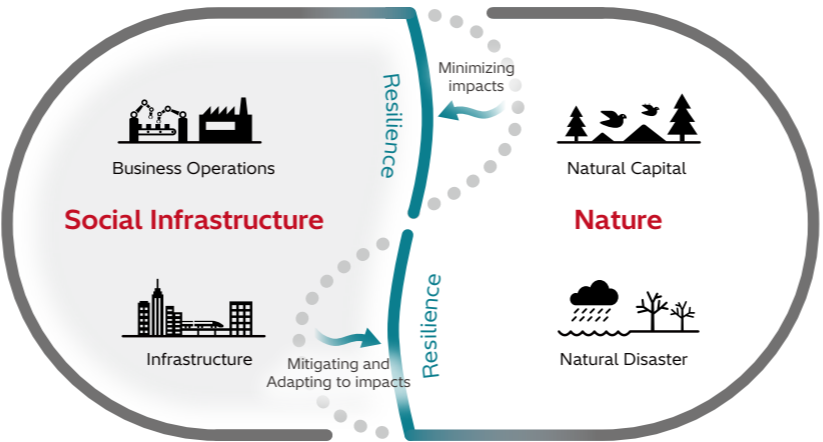 Resilience
Minimizing
impacts
Business Operations
Natural Capital
Social Infrastructure
Nature
Resilience
Infrastructure
Mitigating and
Adapting to impacts
Natural Disaster